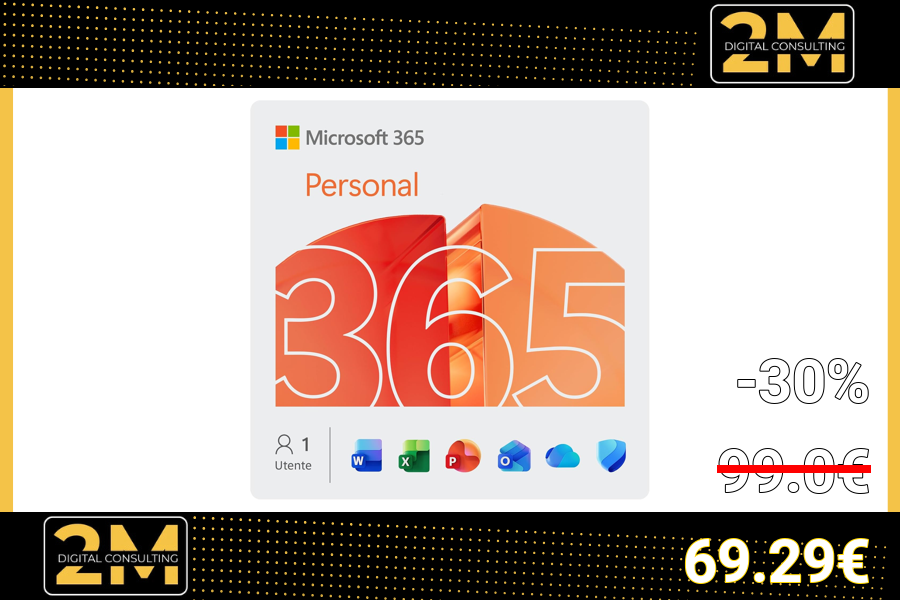 2M
DIGITAL CONSULTING
Microsoft 365
Personal
365
1
Utente
W
X
P
O
-30%
99.0€
2M
DIGITAL CONSULTING
69.29€